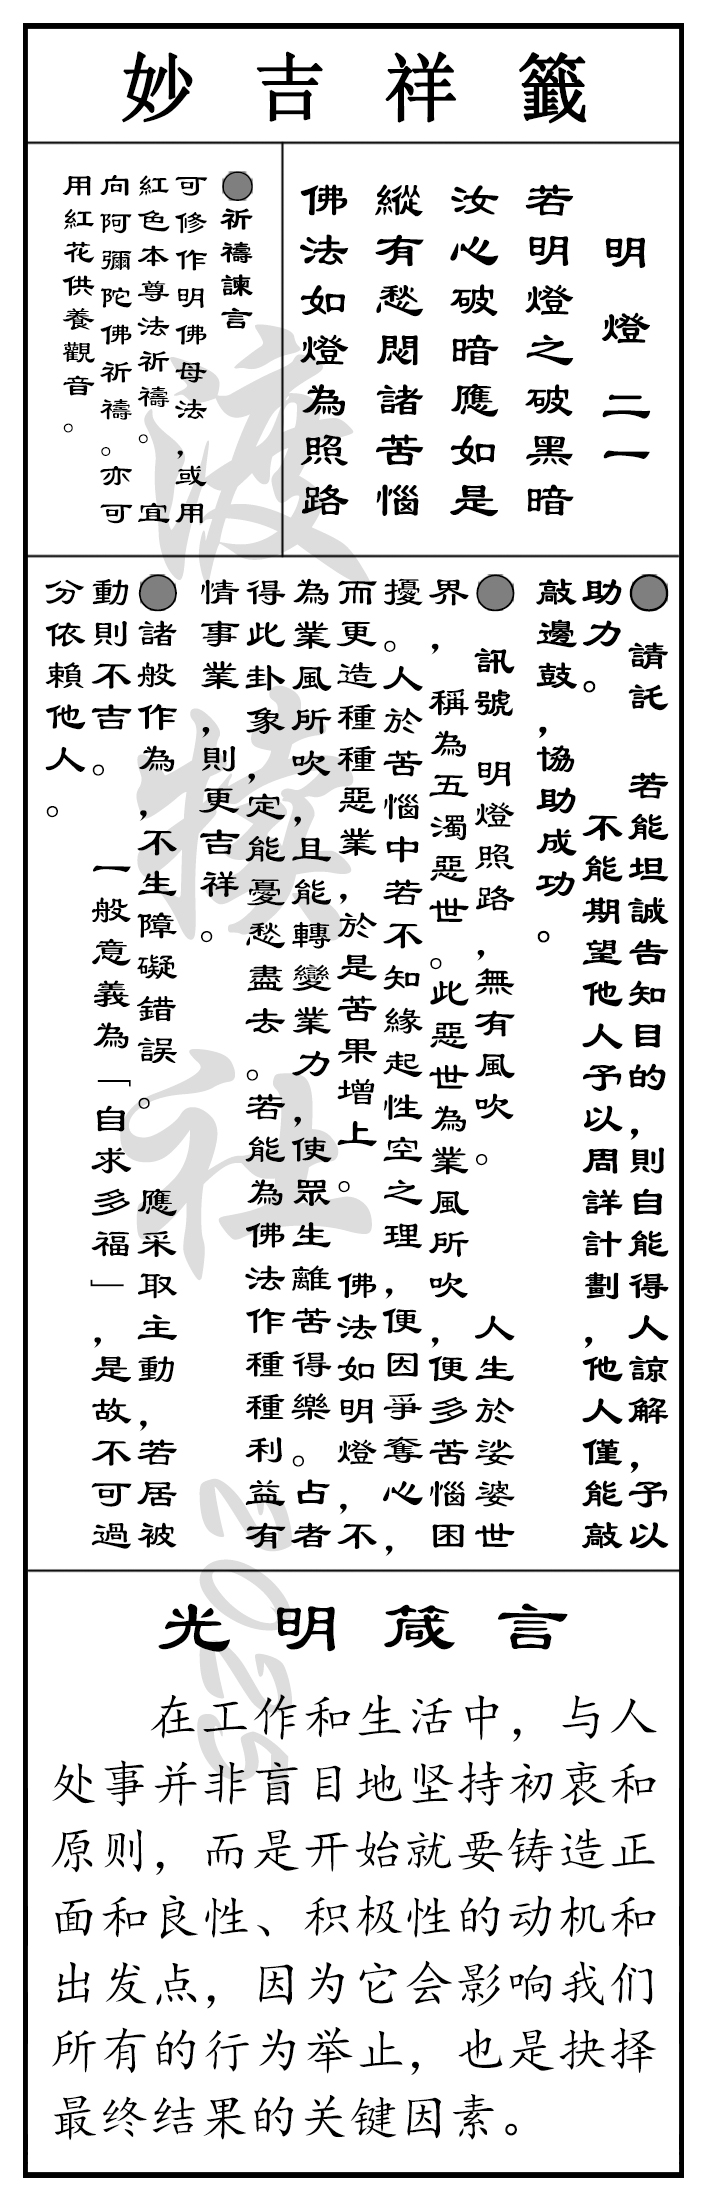 妙吉祥籤
明燈 二一
若明燈之破黑暗
汝心破暗應如是
縱有愁悶諸苦惱
佛法如燈為照路
●祈禱諫言
可修作明佛母法，或用
紅色本尊法祈禱。 宜
向阿彌陀佛祈禱。亦可
用紅花供養觀音。
● 請託 若能坦誠告知目的，則自能得人諒解，予以
助力。 不能期望他人予以周詳計劃，他人僅能敲
敲邊鼓，協助成功。
● 訊號 明燈照路，無有風吹。 人生於娑婆世
界，稱為五濁惡世。此惡世為業風所吹，便多苦惱困
擾。人於苦惱中若不知緣起性空之理，便因爭奪心，
而更造種種惡業，於是苦果增上。 佛法如明燈，不
為業風所吹，且能轉變業力，使眾生離苦得樂。占者
得此卦象，定能憂愁盡去。若能為佛法作種種利益有
情事業，則更吉祥。
●諸般作為，不生障礙錯誤。 應采取主動，若居被
動則不吉。 一般意義為「自求多福」，是故，不可過
分依賴他人。
光明箴言
在工作和生活中，与人
处事并非盲目地坚持初衷和
原则，而是开始就要铸造正
面和良性、积极性的动机和
出发点，因为它会影响我们
所有的行为举止，也是抉择
最终结果的关键因素。
渡 社 2025